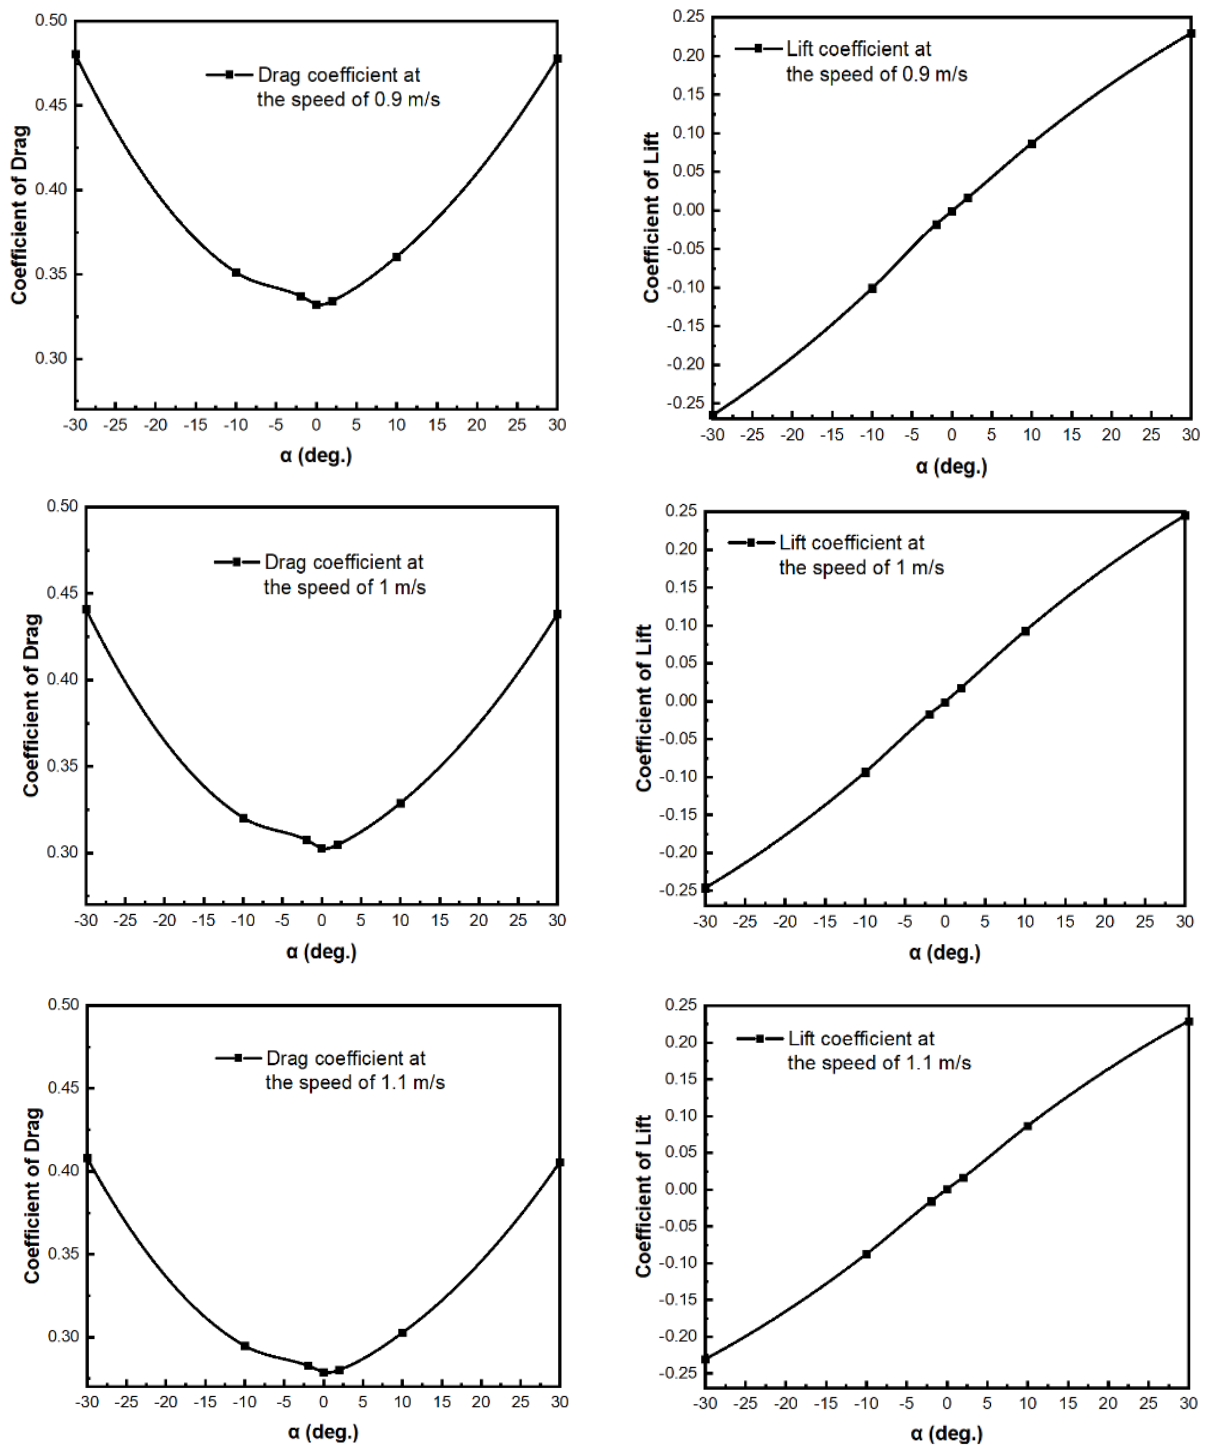 0.50
0.45
0.40
0.35
0.30
Coefficient of Drag
Drag coefficient at
the speed of 0.9 m/s
-30 -25 -20 -15 -10 -5 0 5 10 15 20 25 30
α (deg.)
0.25
0.20
0.15
0.10
0.05
0.00
-0.05
-0.10
-0.15
-0.20
-0.25
Coefficient of Lift
Lift coefficient at
the speed of 0.9 m/s
-30 -25 -20 -15 -10 -5 0 5 10 15 20 25 30
α (deg.)
0.50
0.45
0.40
0.35
0.30
Coefficient of Drag
Drag coefficient at
the speed of 1 m/s
-30 -25 -20 -15 -10 -5 0 5 10 15 20 25 30
α (deg.)
0.25
0.20
0.15
0.10
0.05
0.00
-0.05
-0.10
-0.15
-0.20
-0.25
Coefficient of Lift
Lift coefficient at
the speed of 1 m/s
-30 -25 -20 -15 -10 -5 0 5 10 15 20 25 30
α (deg.)
0.50
0.45
0.40
0.35
0.30
Coefficient of Drag
Drag coefficient at
the speed of 1.1 m/s
-30 -25 -20 -15 -10 -5 0 5 10 15 20 25 30
α (deg.)
0.25
0.20
0.15
0.10
0.05
0.00
-0.05
-0.10
-0.15
-0.20
-0.25
Coefficient of Lift
Lift coefficient at
the speed of 1.1 m/s
-30 -25 -20 -15 -10 -5 0 5 10 15 20 25 30
α (deg.)